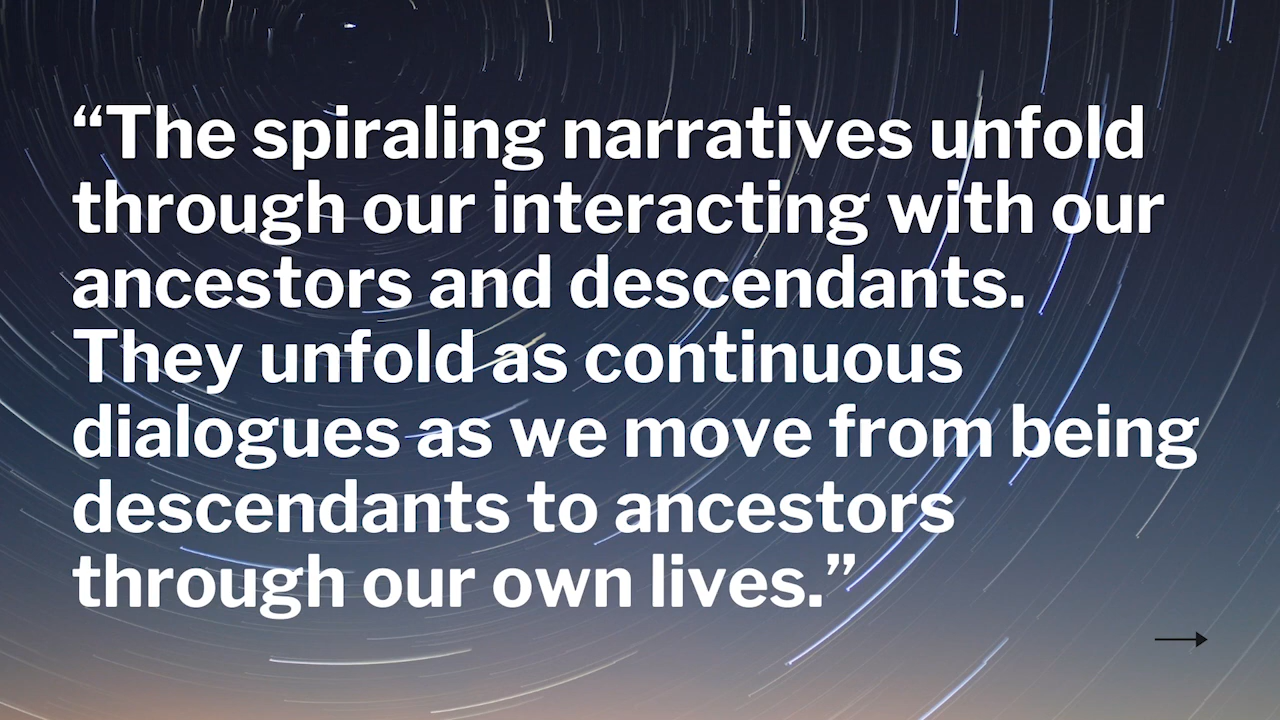 “The spiraling narratives unfold
through our interacting with our
ancestors and descendants.
They unfold as continuous
dialogues as we move from being
descendants to ancestors
through our own lives.”